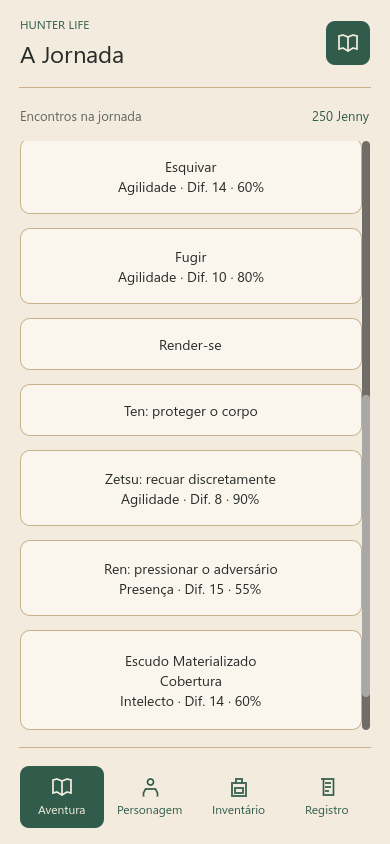 HUNTER LIFE
A Jornada
Encontros na jornada
250 Jenny
Esquivar
Agilidade · Dif. 14 · 60%
Fugir
Agilidade · Dif. 10 · 80%
Render-se
Ten: proteger o corpo
Zetsu: recuar discretamente
Agilidade · Dif. 8 · 90%
Ren: pressionar o adversário
Presença · Dif. 15 · 55%
Escudo Materializado
Cobertura
Intelecto · Dif. 14 · 60%
Aventura
Personagem
Inventário
Registro